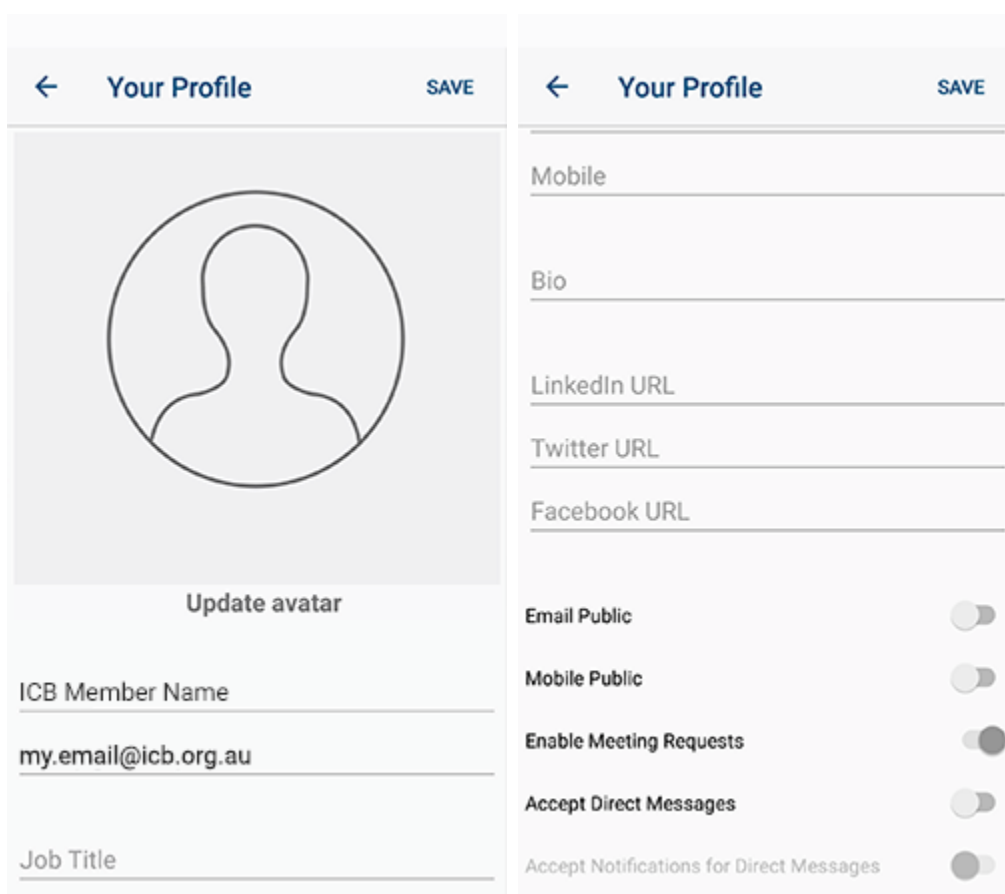 Your Profile SAVE
Update avatar
ICB Member Name
my.email@icb.org.au
Job Title
Your Profile SAVE
Mobile
Bio
LinkedIn URL
Twitter URL
Facebook URL
Email Public
Mobile Public
Enable Meeting Requests
Accept Direct Messages
Accept Notifications for Direct Messages